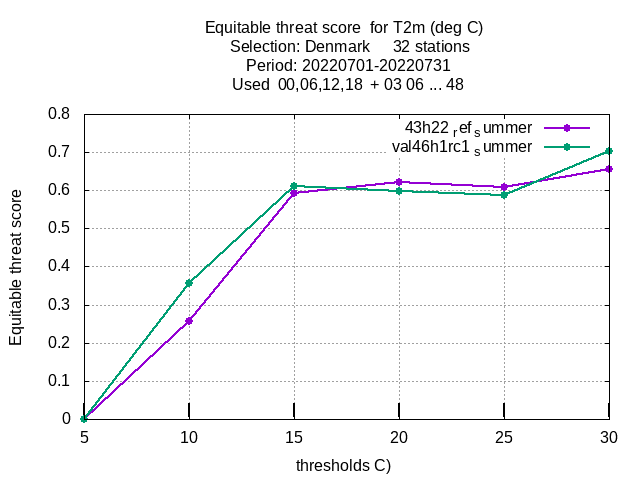 Equitable threat score  for T2m (deg C)
Selection: Denmark     32 stations
Period: 20220701-20220731
Used  00,06,12,18  + 03 06 ... 48
43h22 ref summer
val46h1rc1 summer
0.8
0.7
0.6
0.5
0.4
0.3
0.2
0.1
0
Equitable threat score
5 10 15 20 25 30
thresholds C)